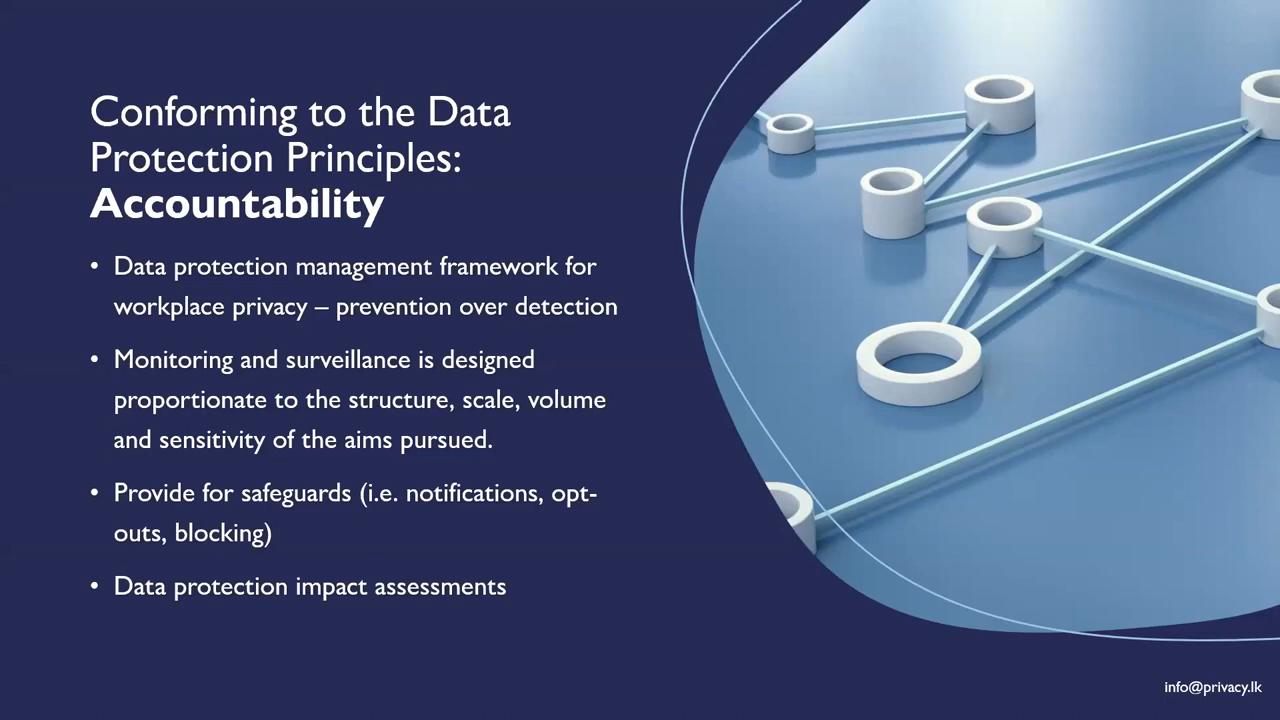 Conforming to the Data
Protection Principles:
Accountability
• Data protection management framework for
workplace privacy – prevention over detection
• Monitoring and surveillance is designed
proportionate to the structure, scale, volume
and sensitivity of the aims pursued.
• Provide for safeguards (i.e. notifications, opt-
outs, blocking)
• Data protection impact assessments
info@privacy.lk